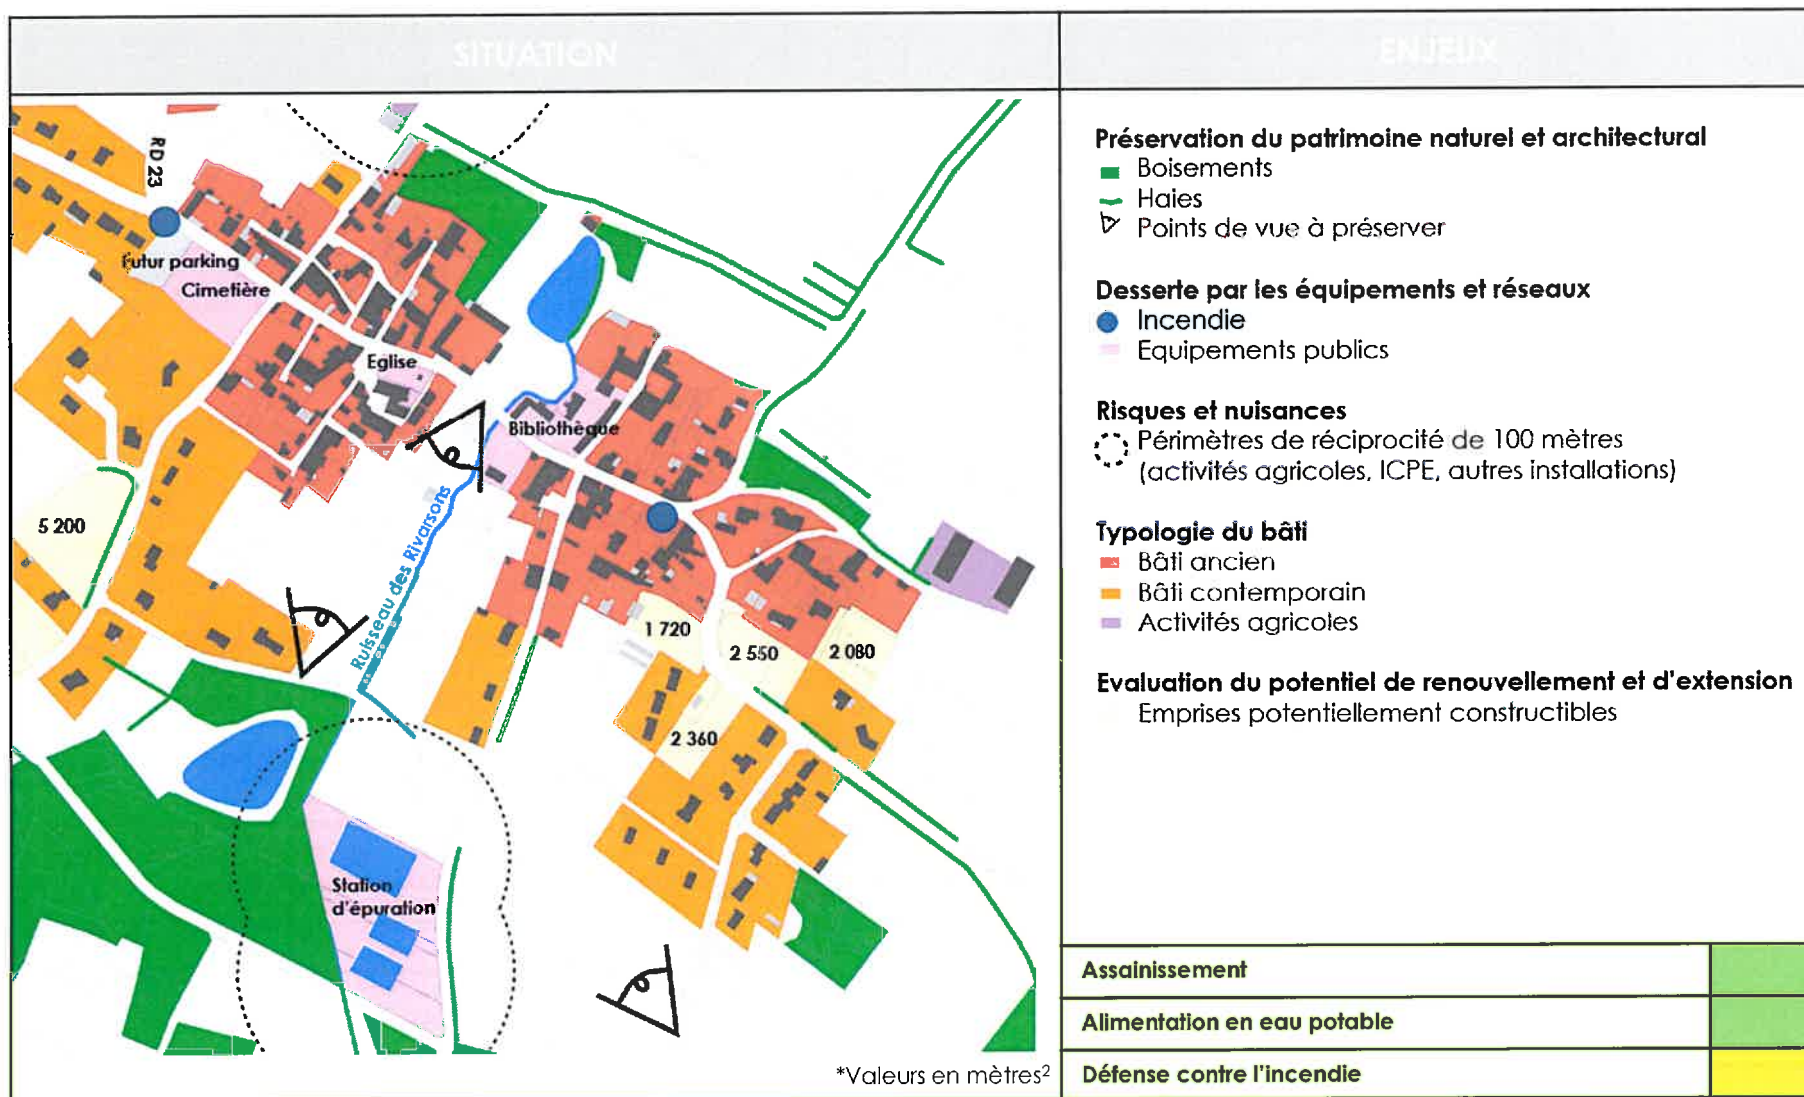 SITUATION
ENJEUX
RD 23
Futur parking
Cimetière
Eglise
Bibliothèque
5 200
Ruisseau des Rivarsons
1 720
2 550
2 080
2 360
Station
d'épuration
*Valeurs en mètres²
Préservation du patrimoine naturel et architectural
Boisements
Haies
Points de vue à préserver
Desserte par les équipements et réseaux
Incendie
Equipements publics
Risques et nuisances
Périmètres de réciprocité de 100 mètres
(activités agricoles, ICPE, autres installations)
Typologie du bâti
Bâti ancien
Bâti contemporain
Activités agricoles
Evaluation du potentiel de renouvellement et d'extension
Emprises potentiellement constructibles
Assainissement
Alimentation en eau potable
Défense contre l'incendie